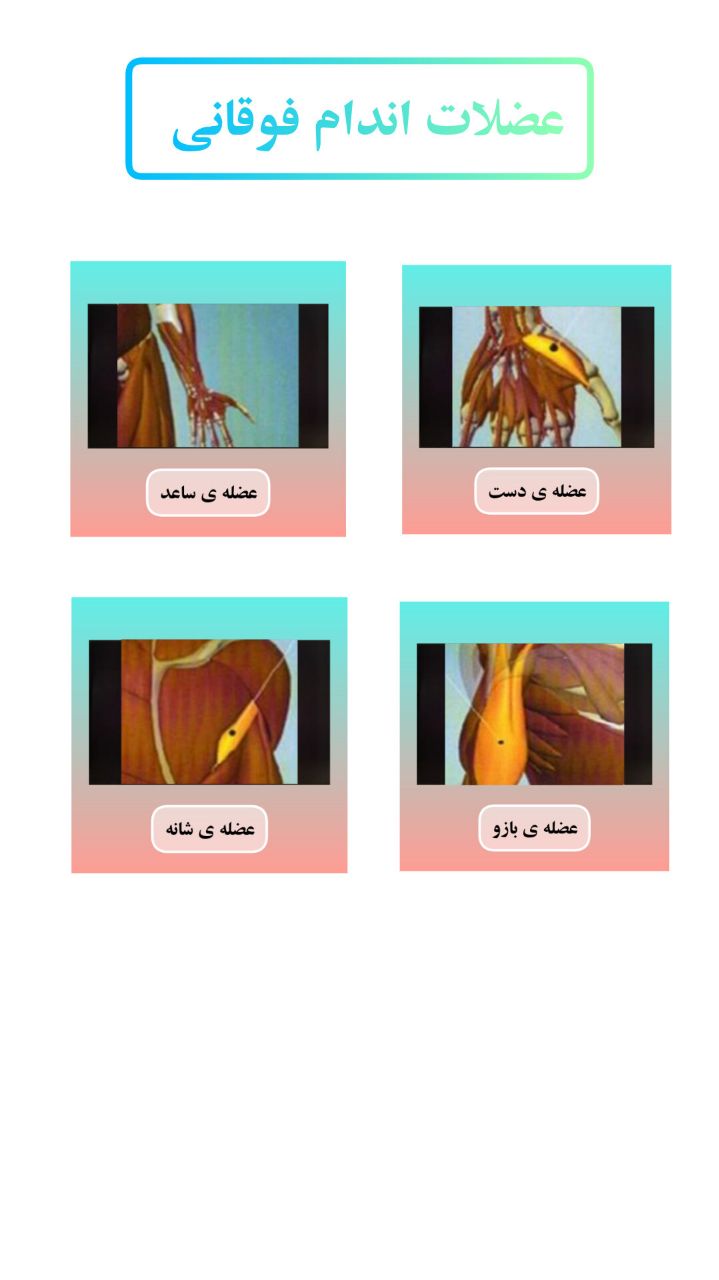 عضلات اندام فوقانی
عضله ی دست
عضله ی ساعد
عضله ی بازو
عضله ی شانه